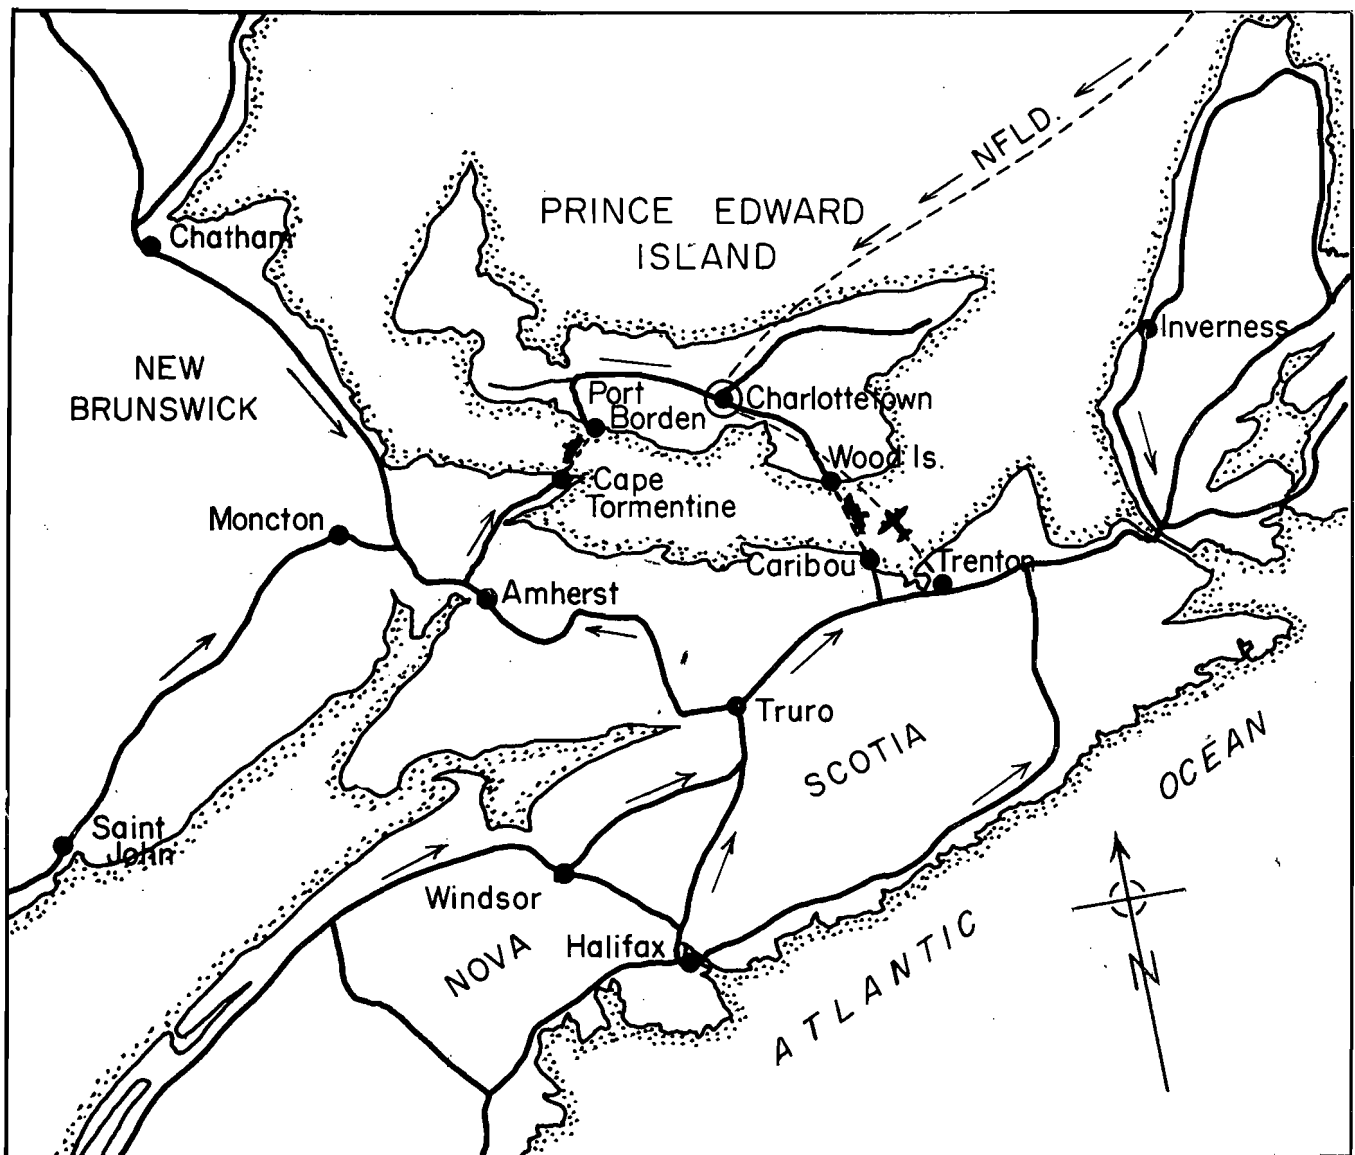 NFLD.
PRINCE EDWARD
ISLAND
Chatham
Inverness
NEW
BRUNSWICK
Port
Borden
Charlottetown
Wood Is.
Cape
Tormentine
Moncton
Caribou
Trenton
Amherst
Truro
SCOTIA
OCEAN
Saint
John
Windsor
Halifax
NOVA
ATLANTIC
N